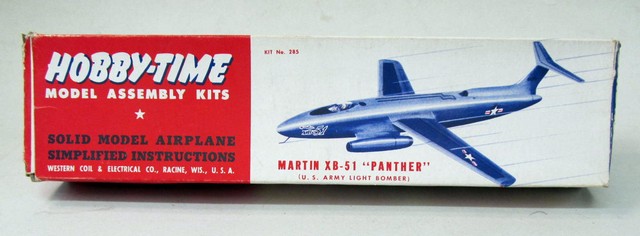 HOBBY-TIME
MODEL ASSEMBLY KITS
SOLID MODEL AIRPLANE
SIMPLIFIED INSTRUCTIONS
WESTERN COIL & ELECTRICAL CO., RACINE, WIS., U. S. A.
KIT No. 285
MARTIN XB-51 "PANTHER"
(U. S. ARMY LIGHT BOMBER)